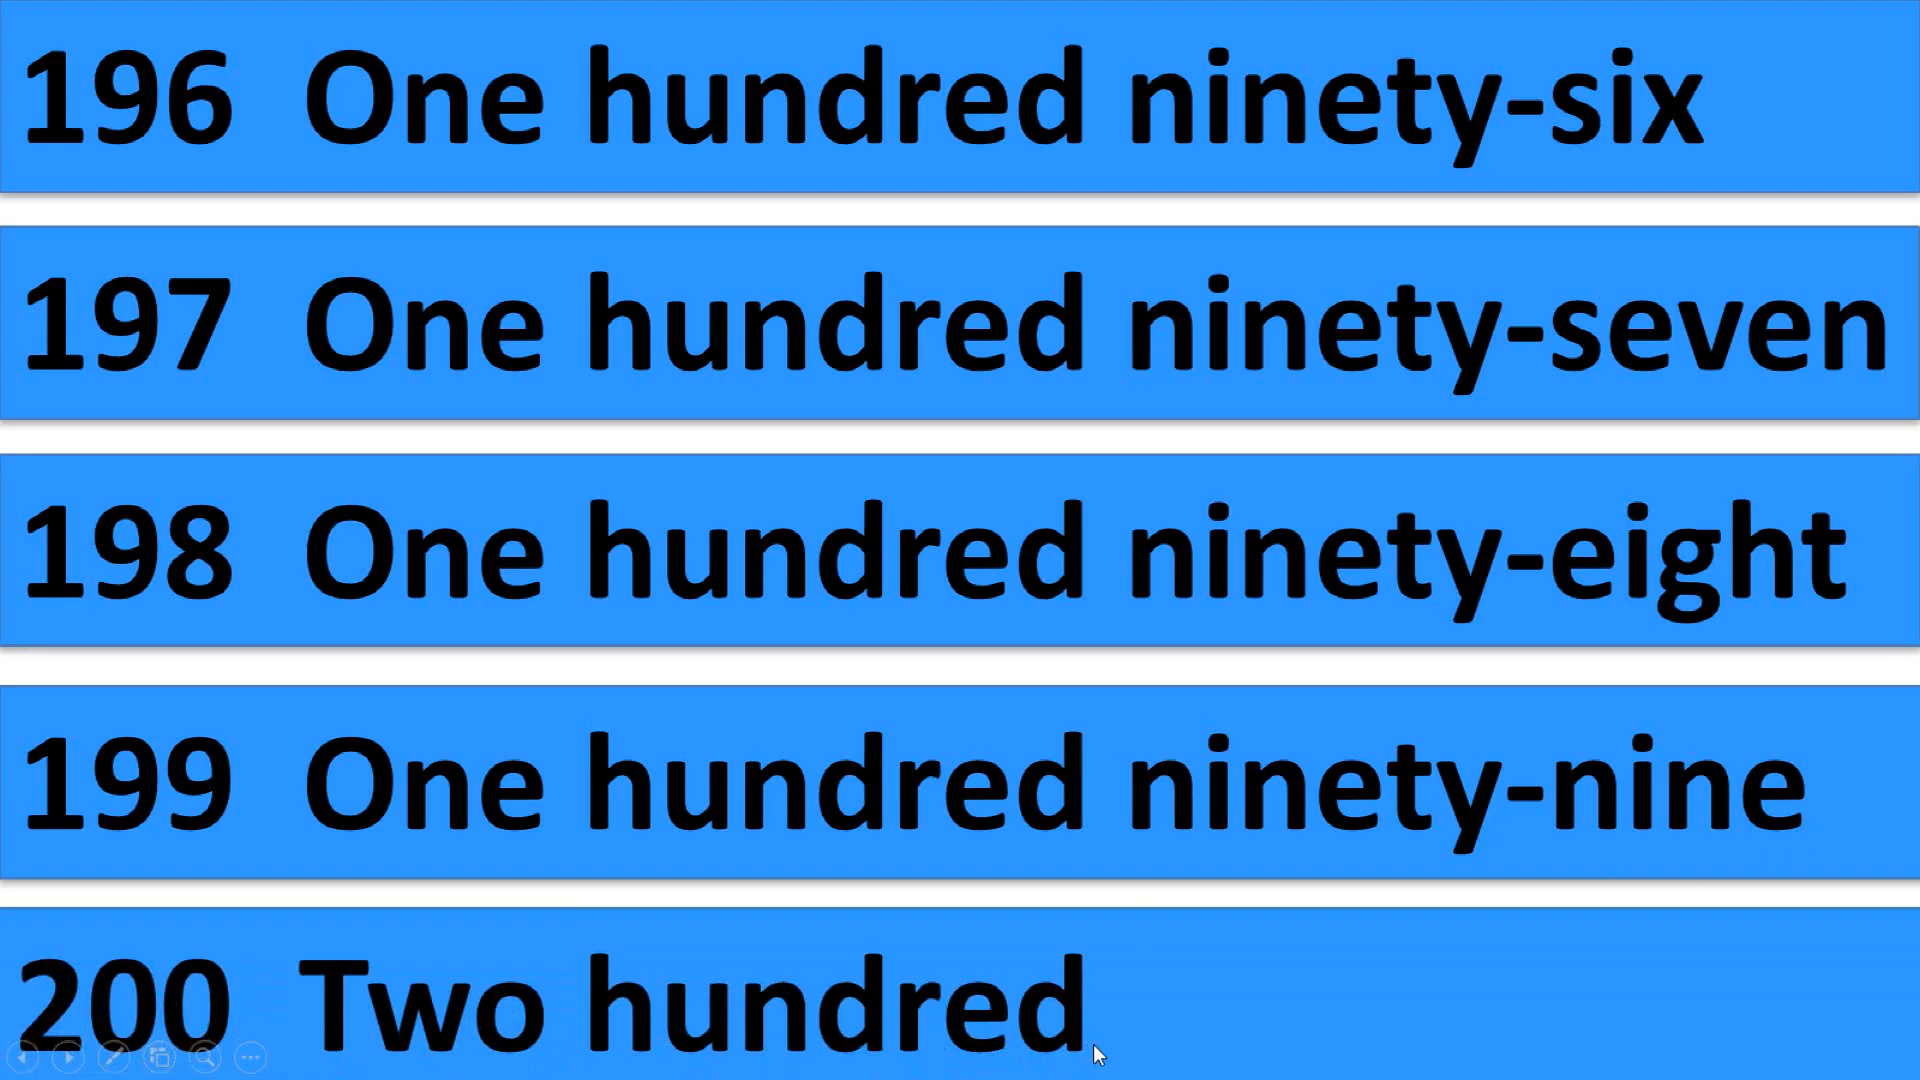 196 One hundred ninety-six
197 One hundred ninety-seven
198 One hundred ninety-eight
199 One hundred ninety-nine
200 Two hundred